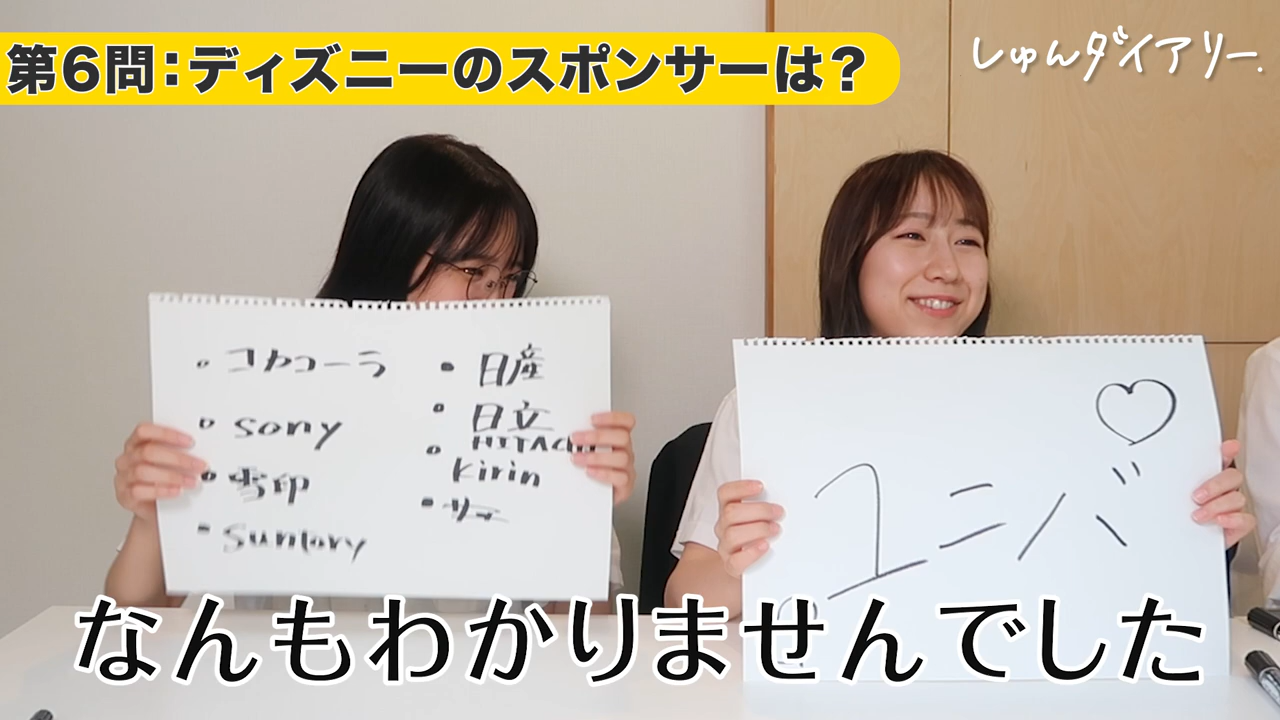 第6問:ディズニーのスポンサーは?
しゅんダイアリー.
・コカコーラ
・sony
・雪印
・Suntory
・日産
・日立
HITACHI
・kirin
ユニバ
なんもわかりませんでした